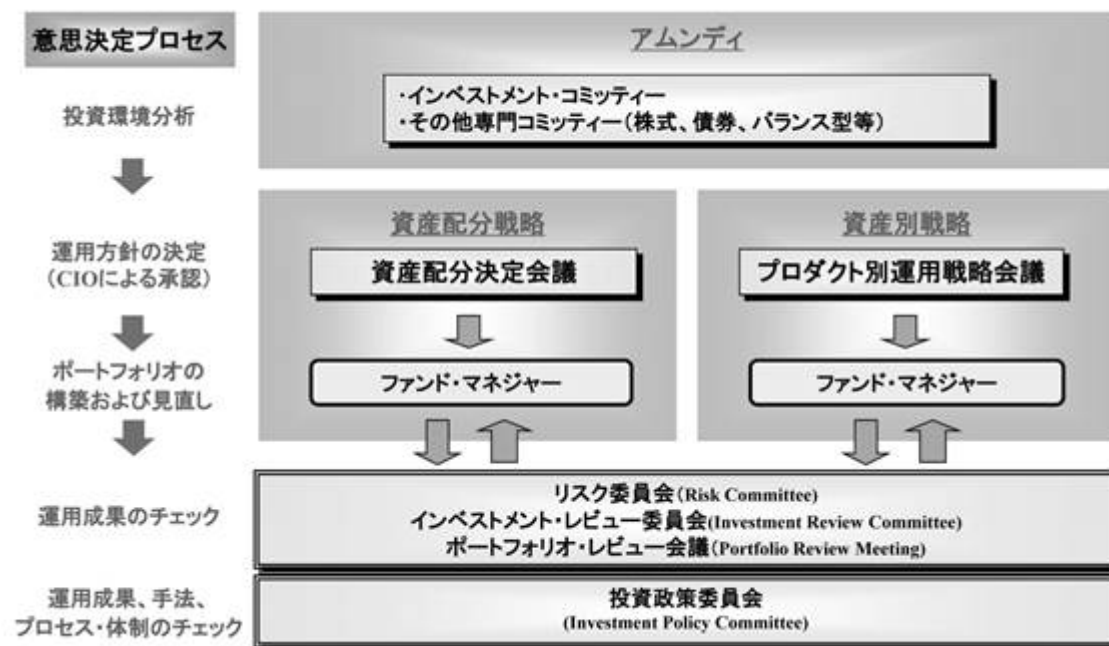 意思決定プロセス
アムンディ
投資環境分析
・インベストメント・コミッティー
・その他専門コミッティー(株式、債券、バランス型等)
運用方針の決定
(CIOによる承認)
資産配分戦略
資産配分決定会議
資産別戦略
プロダクト別運用戦略会議
ポートフォリオの
構築および見直し
ファンド・マネジャー
ファンド・マネジャー
運用成果のチェック
リスク委員会(Risk Committee)
インベストメント・レビュー委員会(Investment Review Committee)
ポートフォリオ・レビュー会議(Portfolio Review Meeting)
運用成果、手法、
プロセス・体制のチェック
投資政策委員会
(Investment Policy Committee)